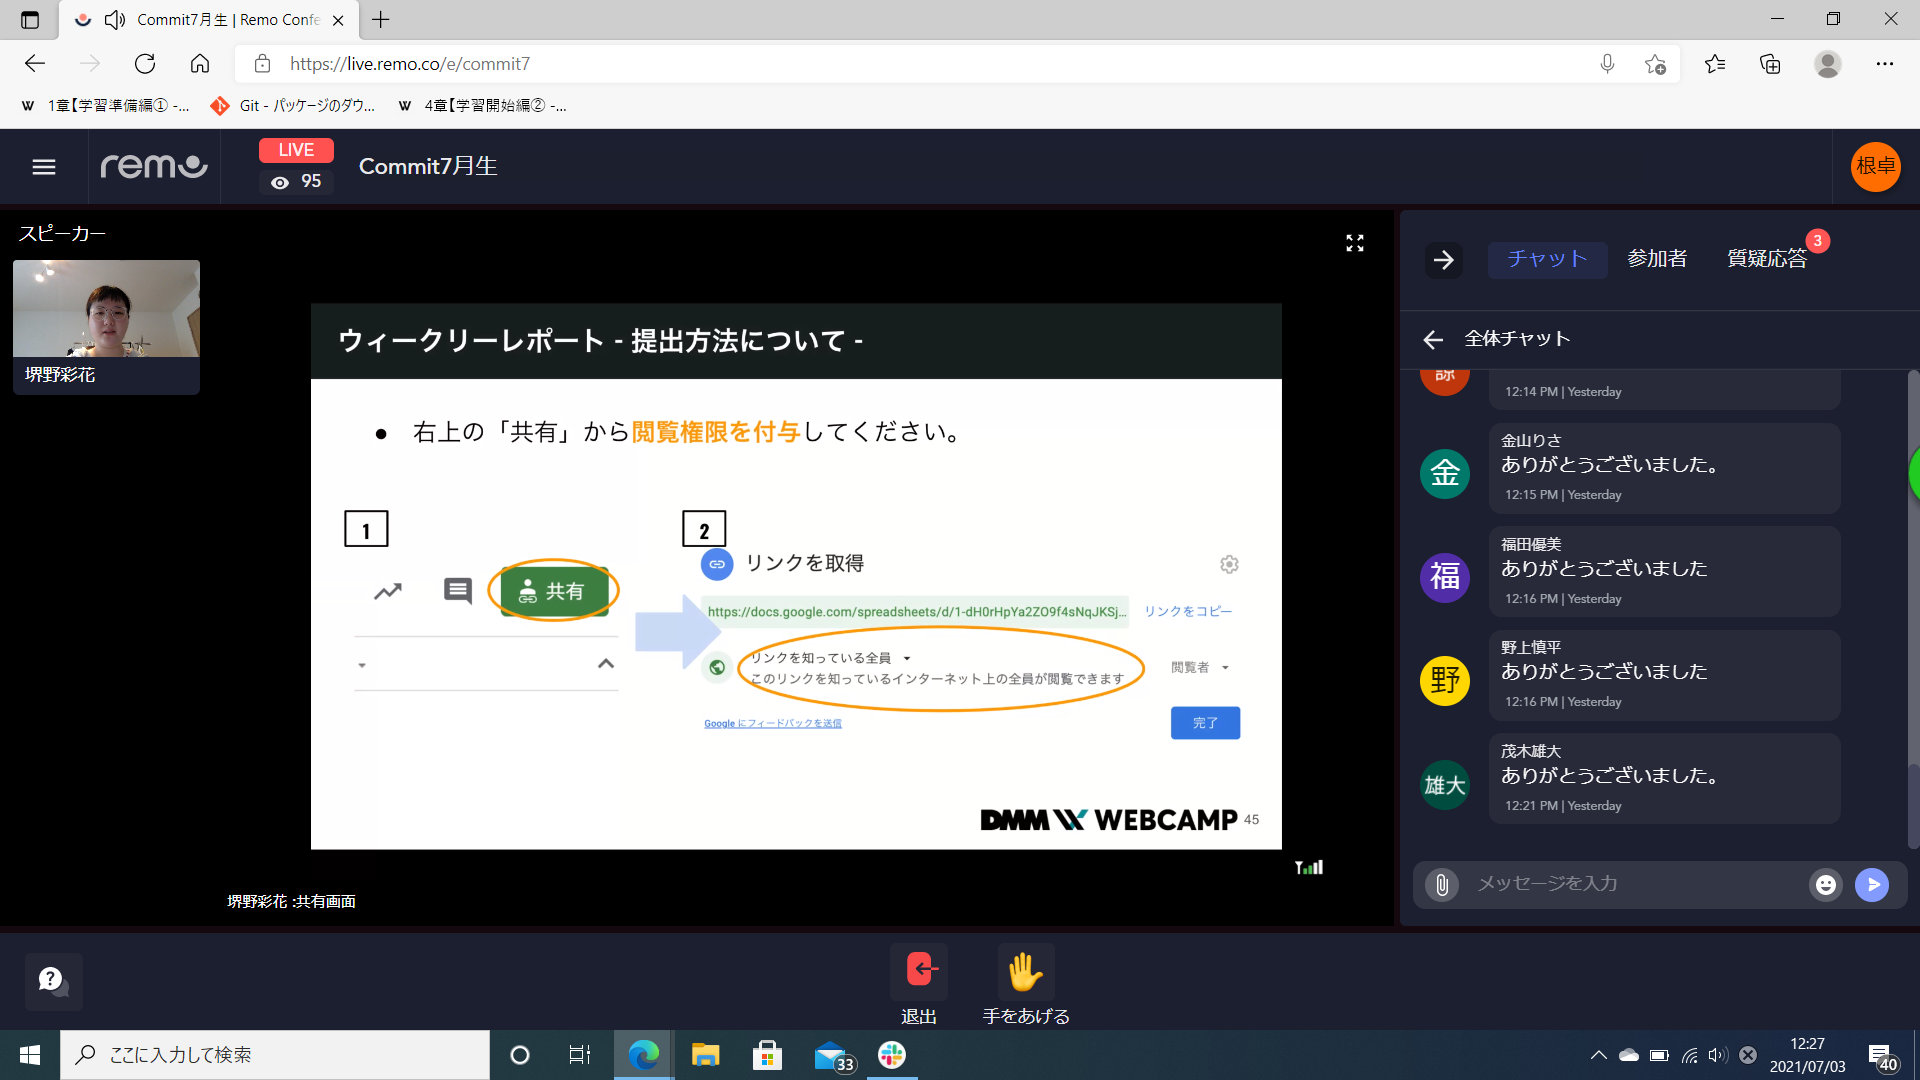 Commit7月生 | Remo Confe
https://live.remo.co/e/commit7
1章【学習準備編① -...
Git - パッケージのダウ...
4章【学習開始編② -...
remo
LIVE
95
Commit7月生
根卓
スピーカー
堺野彩花
ウィークリーレポート - 提出方法について -
● 右上の「共有」から閲覧権限を付与してください。
1
共有
2
リンクを取得
https://docs.google.com/spreadsheets/d/1-dH0rHpYa2ZO9f4sNqJKSj...
リンクをコピー
リンクを知っている全員
このリンクを知っているインターネット上の全員が閲覧できます
閲覧者
Google にフィードバックを送信
完了
DMM WEBCAMP 45
堺野彩花 :共有画面
チャット
参加者
質疑応答
3
全体チャット
12:14 PM | Yesterday
金
金山りさ
ありがとうございました。
12:15 PM | Yesterday
福
福田優美
ありがとうございました
12:16 PM | Yesterday
野
野上慎平
ありがとうございました
12:16 PM | Yesterday
雄大
茂木雄大
ありがとうございました。
12:21 PM | Yesterday
メッセージを入力
退出
手をあげる
ここに入力して検索
33
12:27
2021/07/03
40